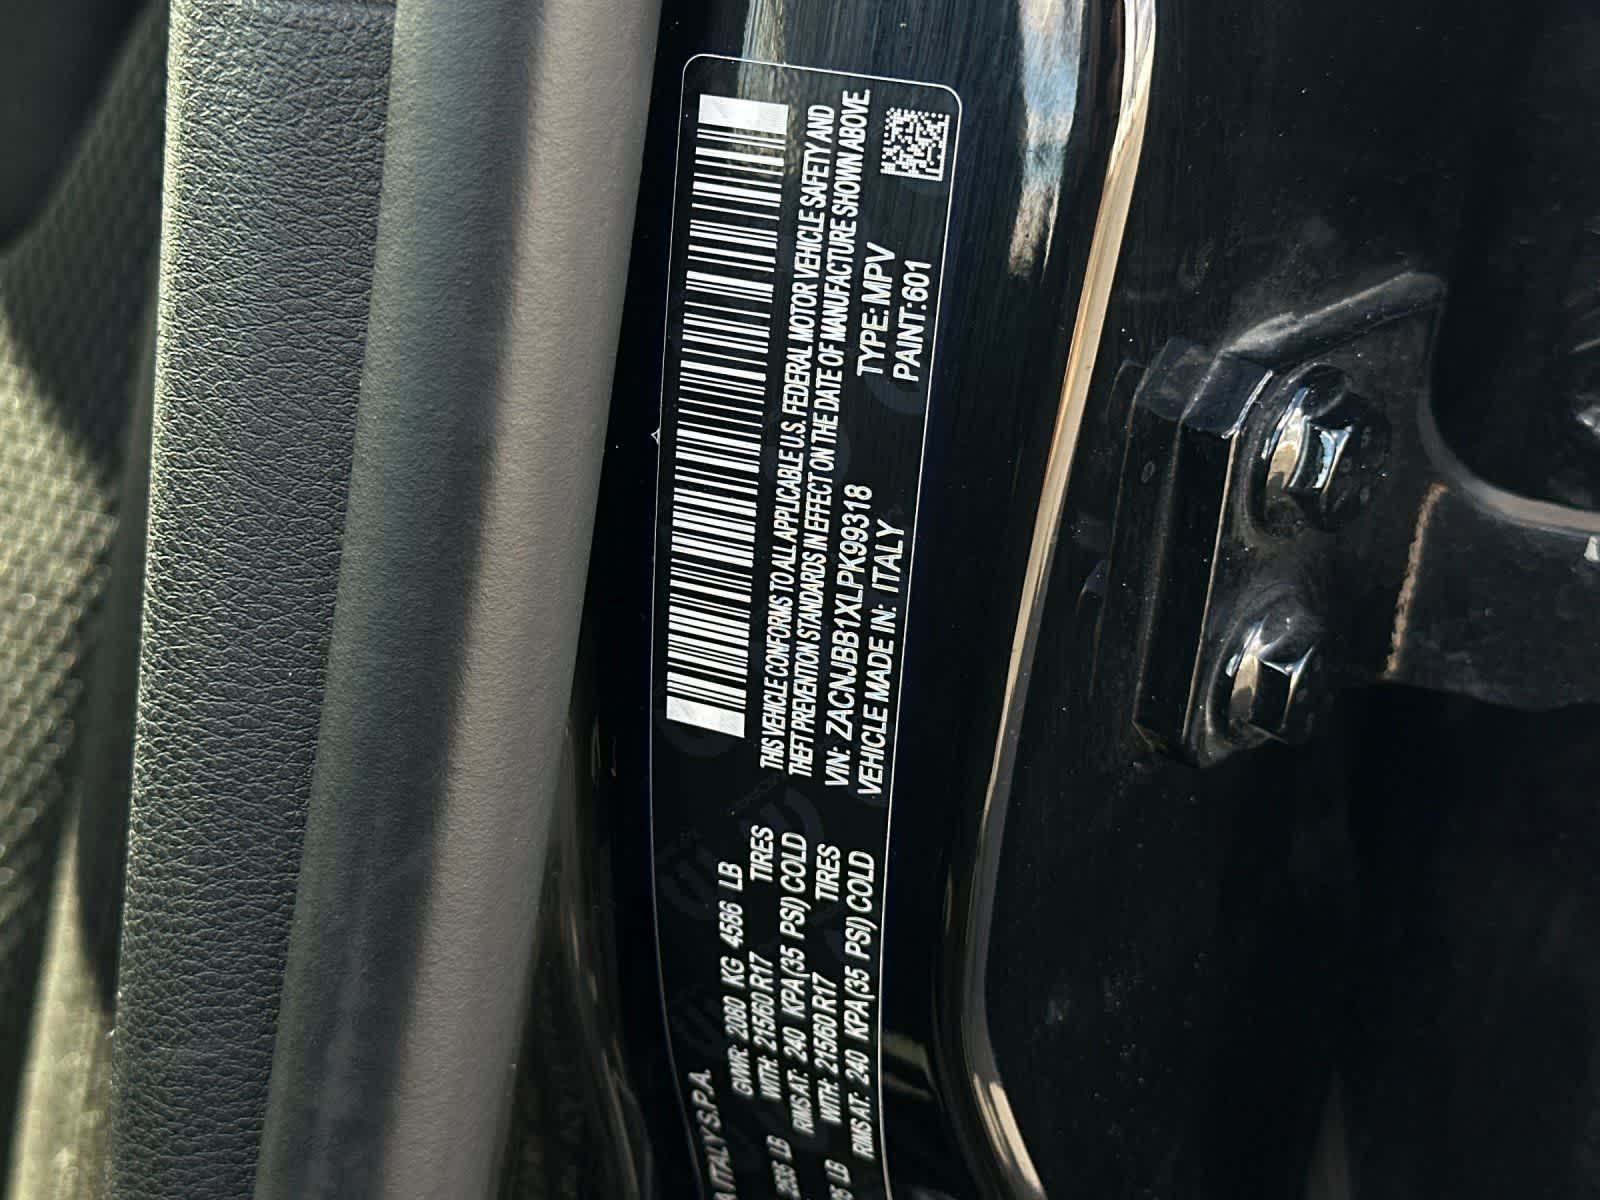 A ITALY S.P.A.
GVWR: 2080 KG 4586 LB
2535 LB WITH: 215/60 R17 TIRES
RIMS AT: 240 KPA (35 PSI) COLD
LB WITH: 215/60 R17 TIRES
RIMS AT: 240 KPA (35 PSI) COLD
THIS VEHICLE CONFORMS TO ALL APPLICABLE U.S. FEDERAL MOTOR VEHICLE SAFETY AND
THEFT PREVENTION STANDARDS IN EFFECT ON THE DATE OF MANUFACTURE SHOWN ABOVE.
VIN: ZACNJBB1XLPK99318 TYPE: MPV
VEHICLE MADE IN: ITALY PAINT:601